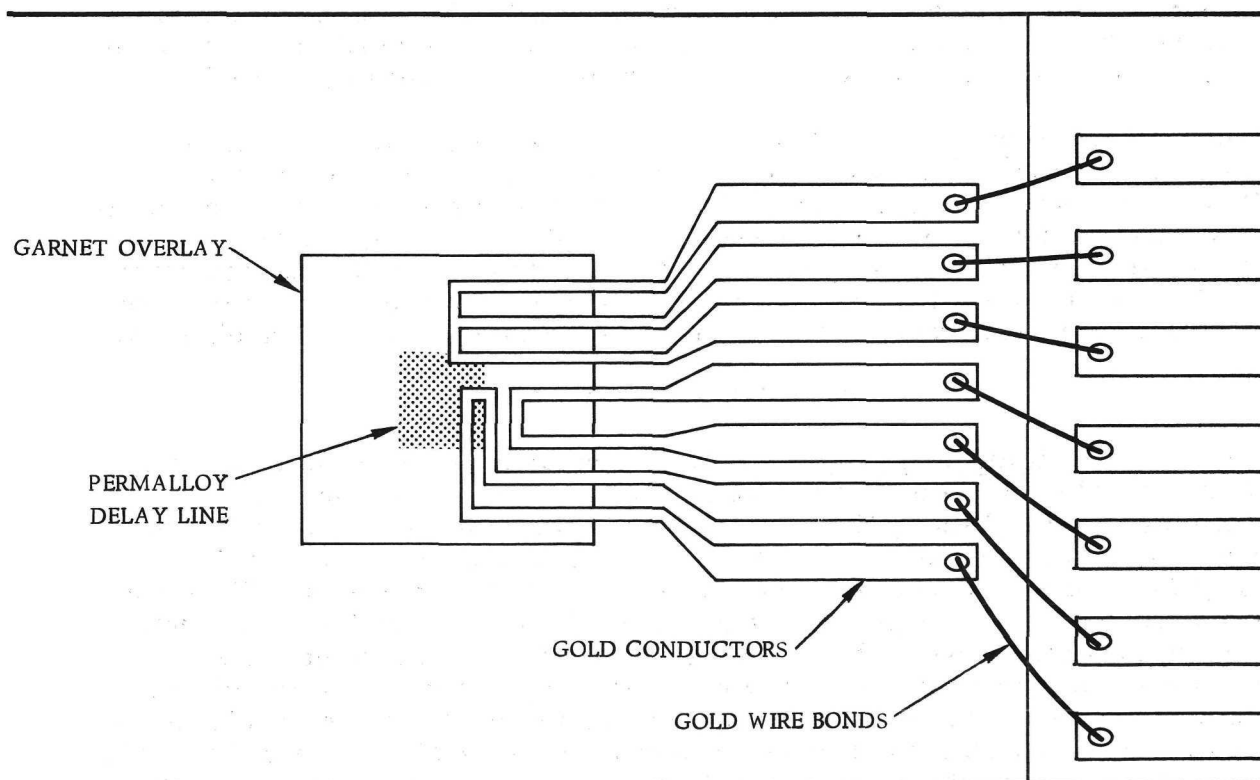 GARNET OVERLAY
PERMALLOY
DELAY LINE
GOLD CONDUCTORS
GOLD WIRE BONDS